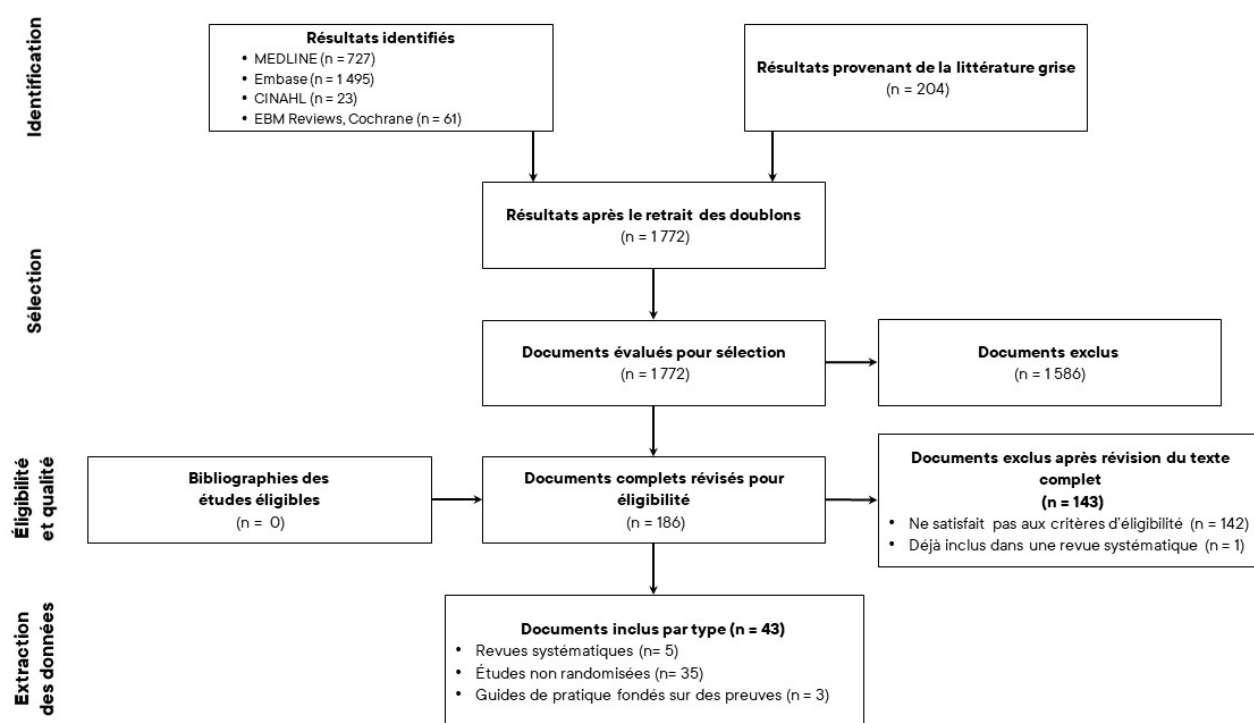 Identification
Résultats identifiés
• MEDLINE (n = 727)
• Embase (n = 1 495)
• CINAHL (n = 23)
• EBM Reviews, Cochrane (n = 61)
Résultats provenant de la littérature grise
(n = 204)
Sélection
Résultats après le retrait des doublons
(n = 1 772)
Documents évalués pour sélection
(n = 1 772)
Documents exclus
(n = 1 586)
Éligibilité
et qualité
Bibliographies des
études éligibles
(n = 0)
Documents complets révisés pour
éligibilité
(n = 186)
Documents exclus après révision du texte
complet
(n = 143)
• Ne satisfait pas aux critères d'éligibilité (n = 142)
• Déjà inclus dans une revue systématique (n = 1)
Extraction
des données
Documents inclus par type (n = 43)
• Revues systématiques (n= 5)
• Études non randomisées (n= 35)
• Guides de pratique fondés sur des preuves (n = 3)